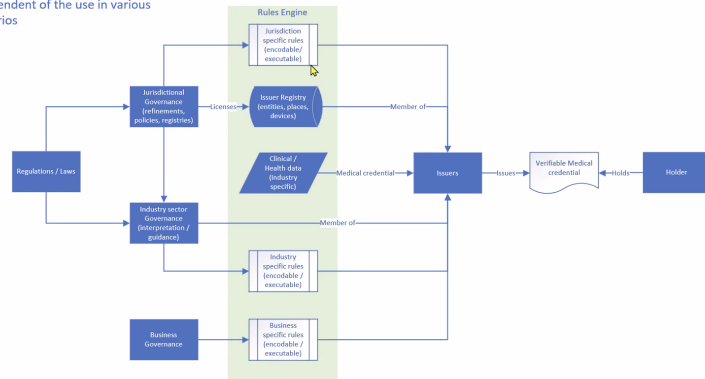 endent of the use in various
rios
Rules Engine
Jurisdiction
specific rules
(encodable/
executable)
Jurisdictional
Governance
(refinements,
policies, registries)
Licenses
Issuer Registry
(entities, places,
devices)
Member of
Regulations / Laws
Clinical /
Health data
(industry
specific)
Medical credential
Issuers
Issues
Verifiable Medical
credential
Holds
Holder
Industry sector
Governance
(interpretation /
guidance)
Member of
Industry
specific rules
(encodable /
executable)
Business
Governance
Business
specific rules
(encodable /
executable)